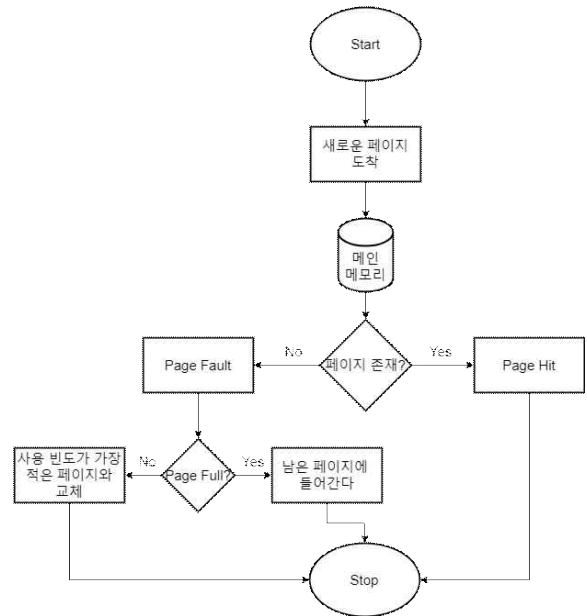 Start
새로운 페이지
도착
메인
메모리
No
Yes
Page Fault
페이지 존재?
Page Hit
사용 빈도가 가장
적은 페이지와
교체
No
Page Full?
Yes
남은 페이지에
들어간다
Stop